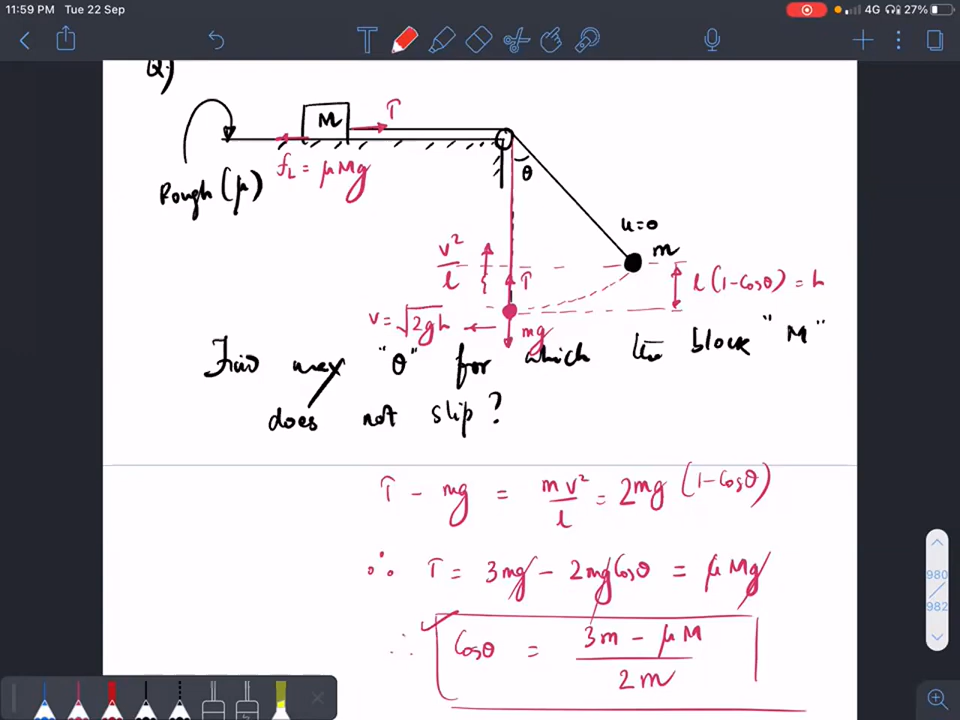 11:59 PM Tue 22 Sep
4G 27%
Q.)
M
T
f_L = μMg
Rough (μ)
θ
u=0
m
v²/l
T
l(1-Cosθ) = h
v = √2gh
mg
Find max "θ" for which the block "M"
does not slip?
T - mg = mv²/l = 2mg (1-Cosθ)
∴ T = 3mg - 2mgCosθ = μMg
∴ Cosθ = (3m - μM)/2m
980
982